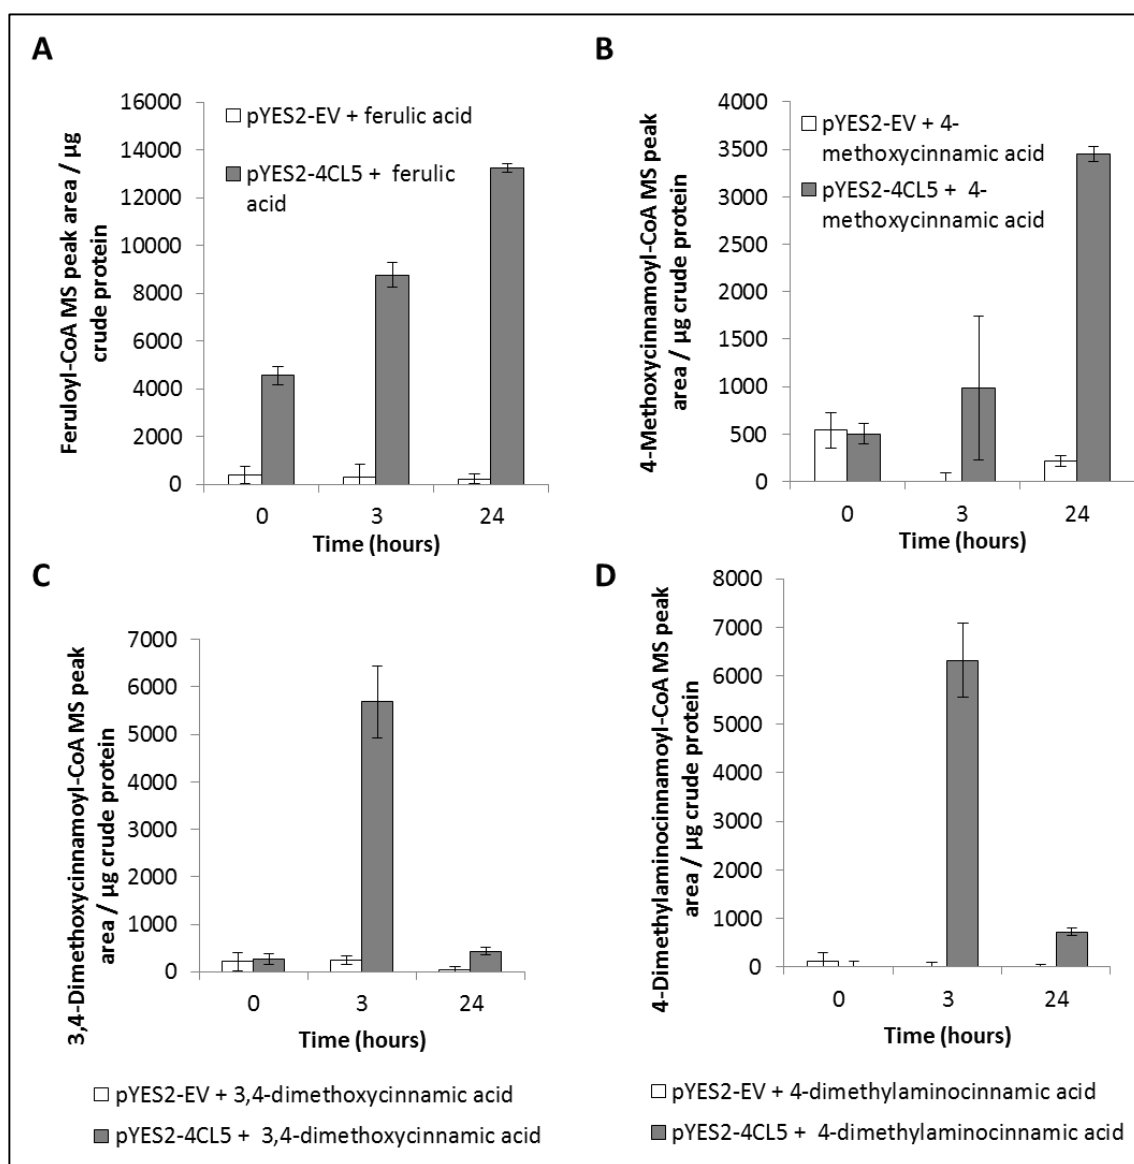 A
Feruloyl-CoA MS peak area / µg
crude protein
16000
14000
12000
10000
8000
6000
4000
2000
0
pYES2-EV + ferulic acid
pYES2-4CL5 + ferulic
acid
0 3 24
Time (hours)
B
4-Methoxycinnamoyl-CoA MS peak
area / µg crude protein
4000
3500
3000
2500
2000
1500
1000
500
0
pYES2-EV + 4-
methoxycinnamic acid
pYES2-4CL5 + 4-
methoxycinnamic acid
0 3 24
Time (hours)
C
3,4-Dimethoxycinnamoyl-CoA MS peak
area / µg crude protein
7000
6000
5000
4000
3000
2000
1000
0
0 3 24
Time (hours)
pYES2-EV + 3,4-dimethoxycinnamic acid
pYES2-4CL5 + 3,4-dimethoxycinnamic acid
D
4-Dimethylaminocinnamoyl-CoA MS peak
area / µg crude protein
8000
7000
6000
5000
4000
3000
2000
1000
0
0 3 24
Time (hours)
pYES2-EV + 4-dimethylaminocinnamic acid
pYES2-4CL5 + 4-dimethylaminocinnamic acid